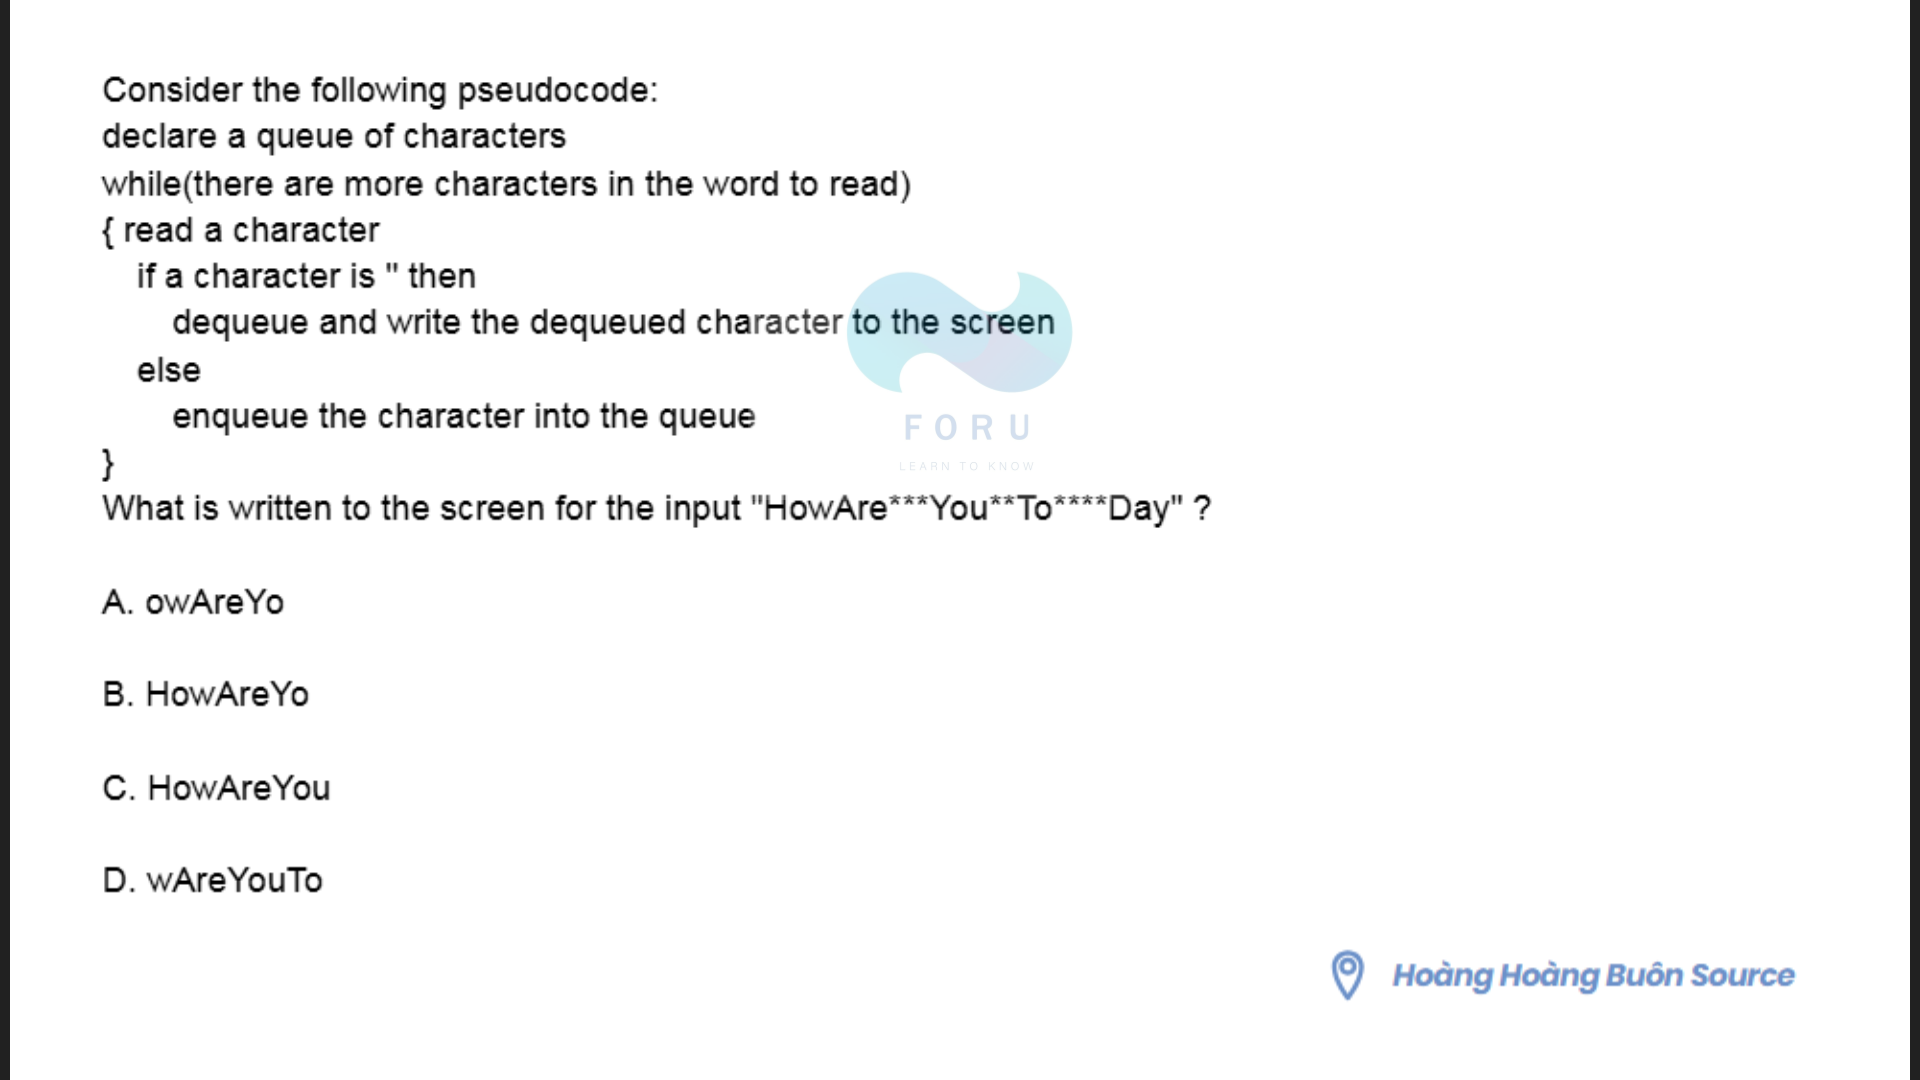 Consider the following pseudocode:
declare a queue of characters
while(there are more characters in the word to read)
{ read a character
if a character is " then
dequeue and write the dequeued character to the screen
else
enqueue the character into the queue
}
What is written to the screen for the input "HowAre***You**To****Day" ?
A. owAreYo
B. HowAreYo
C. HowAreYou
D. wAreYouTo
FORU
LEARN TO KNOW
Hoàng Hoàng Buôn Source